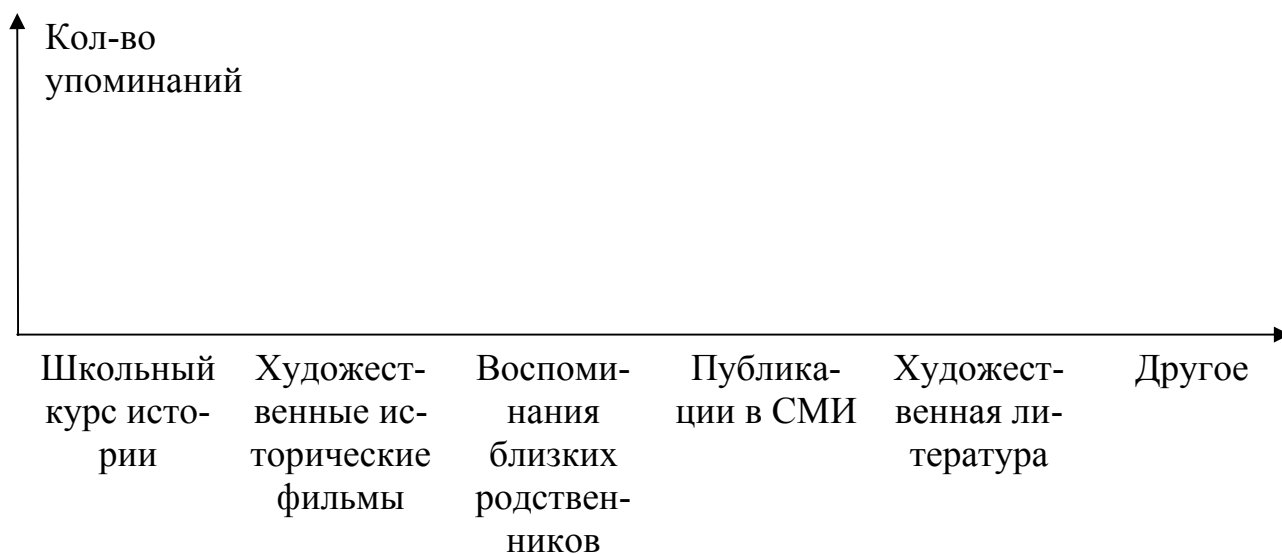 Кол-во
упоминаний
Школьный
курс исто-
рии
Художест-
венные ис-
торические
фильмы
Воспоми-
нания
близких
родствен-
ников
Публика-
ции в СМИ
Художест-
венная ли-
тература
Другое